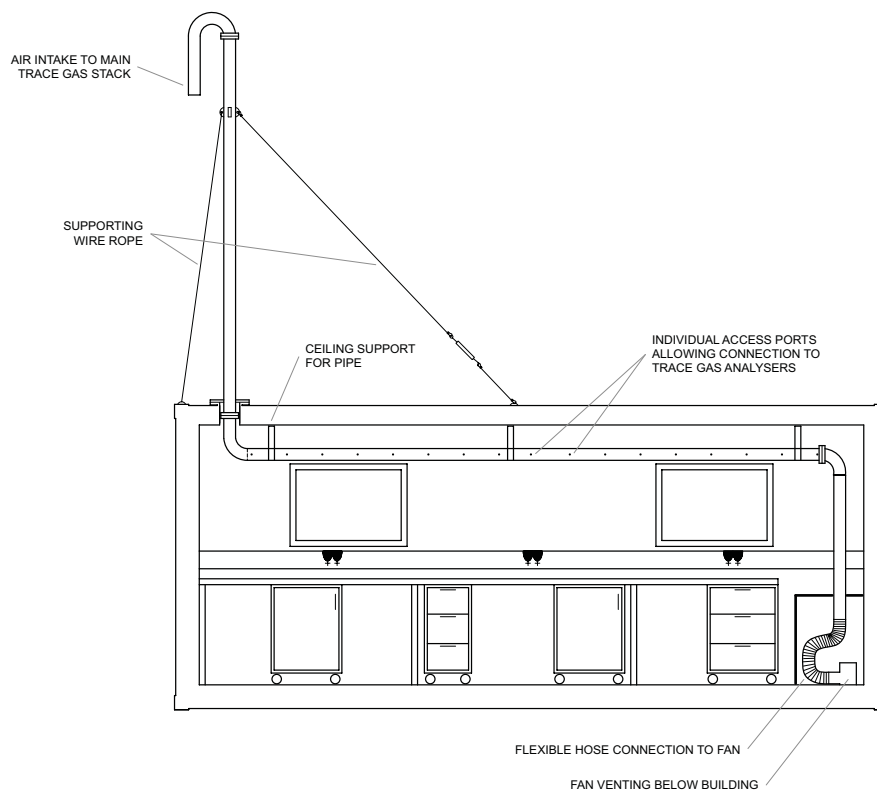 AIR INTAKE TO MAIN
TRACE GAS STACK
SUPPORTING
WIRE ROPE
CEILING SUPPORT
FOR PIPE
INDIVIDUAL ACCESS PORTS
ALLOWING CONNECTION TO
TRACE GAS ANALYSERS
FLEXIBLE HOSE CONNECTION TO FAN
FAN VENTING BELOW BUILDING